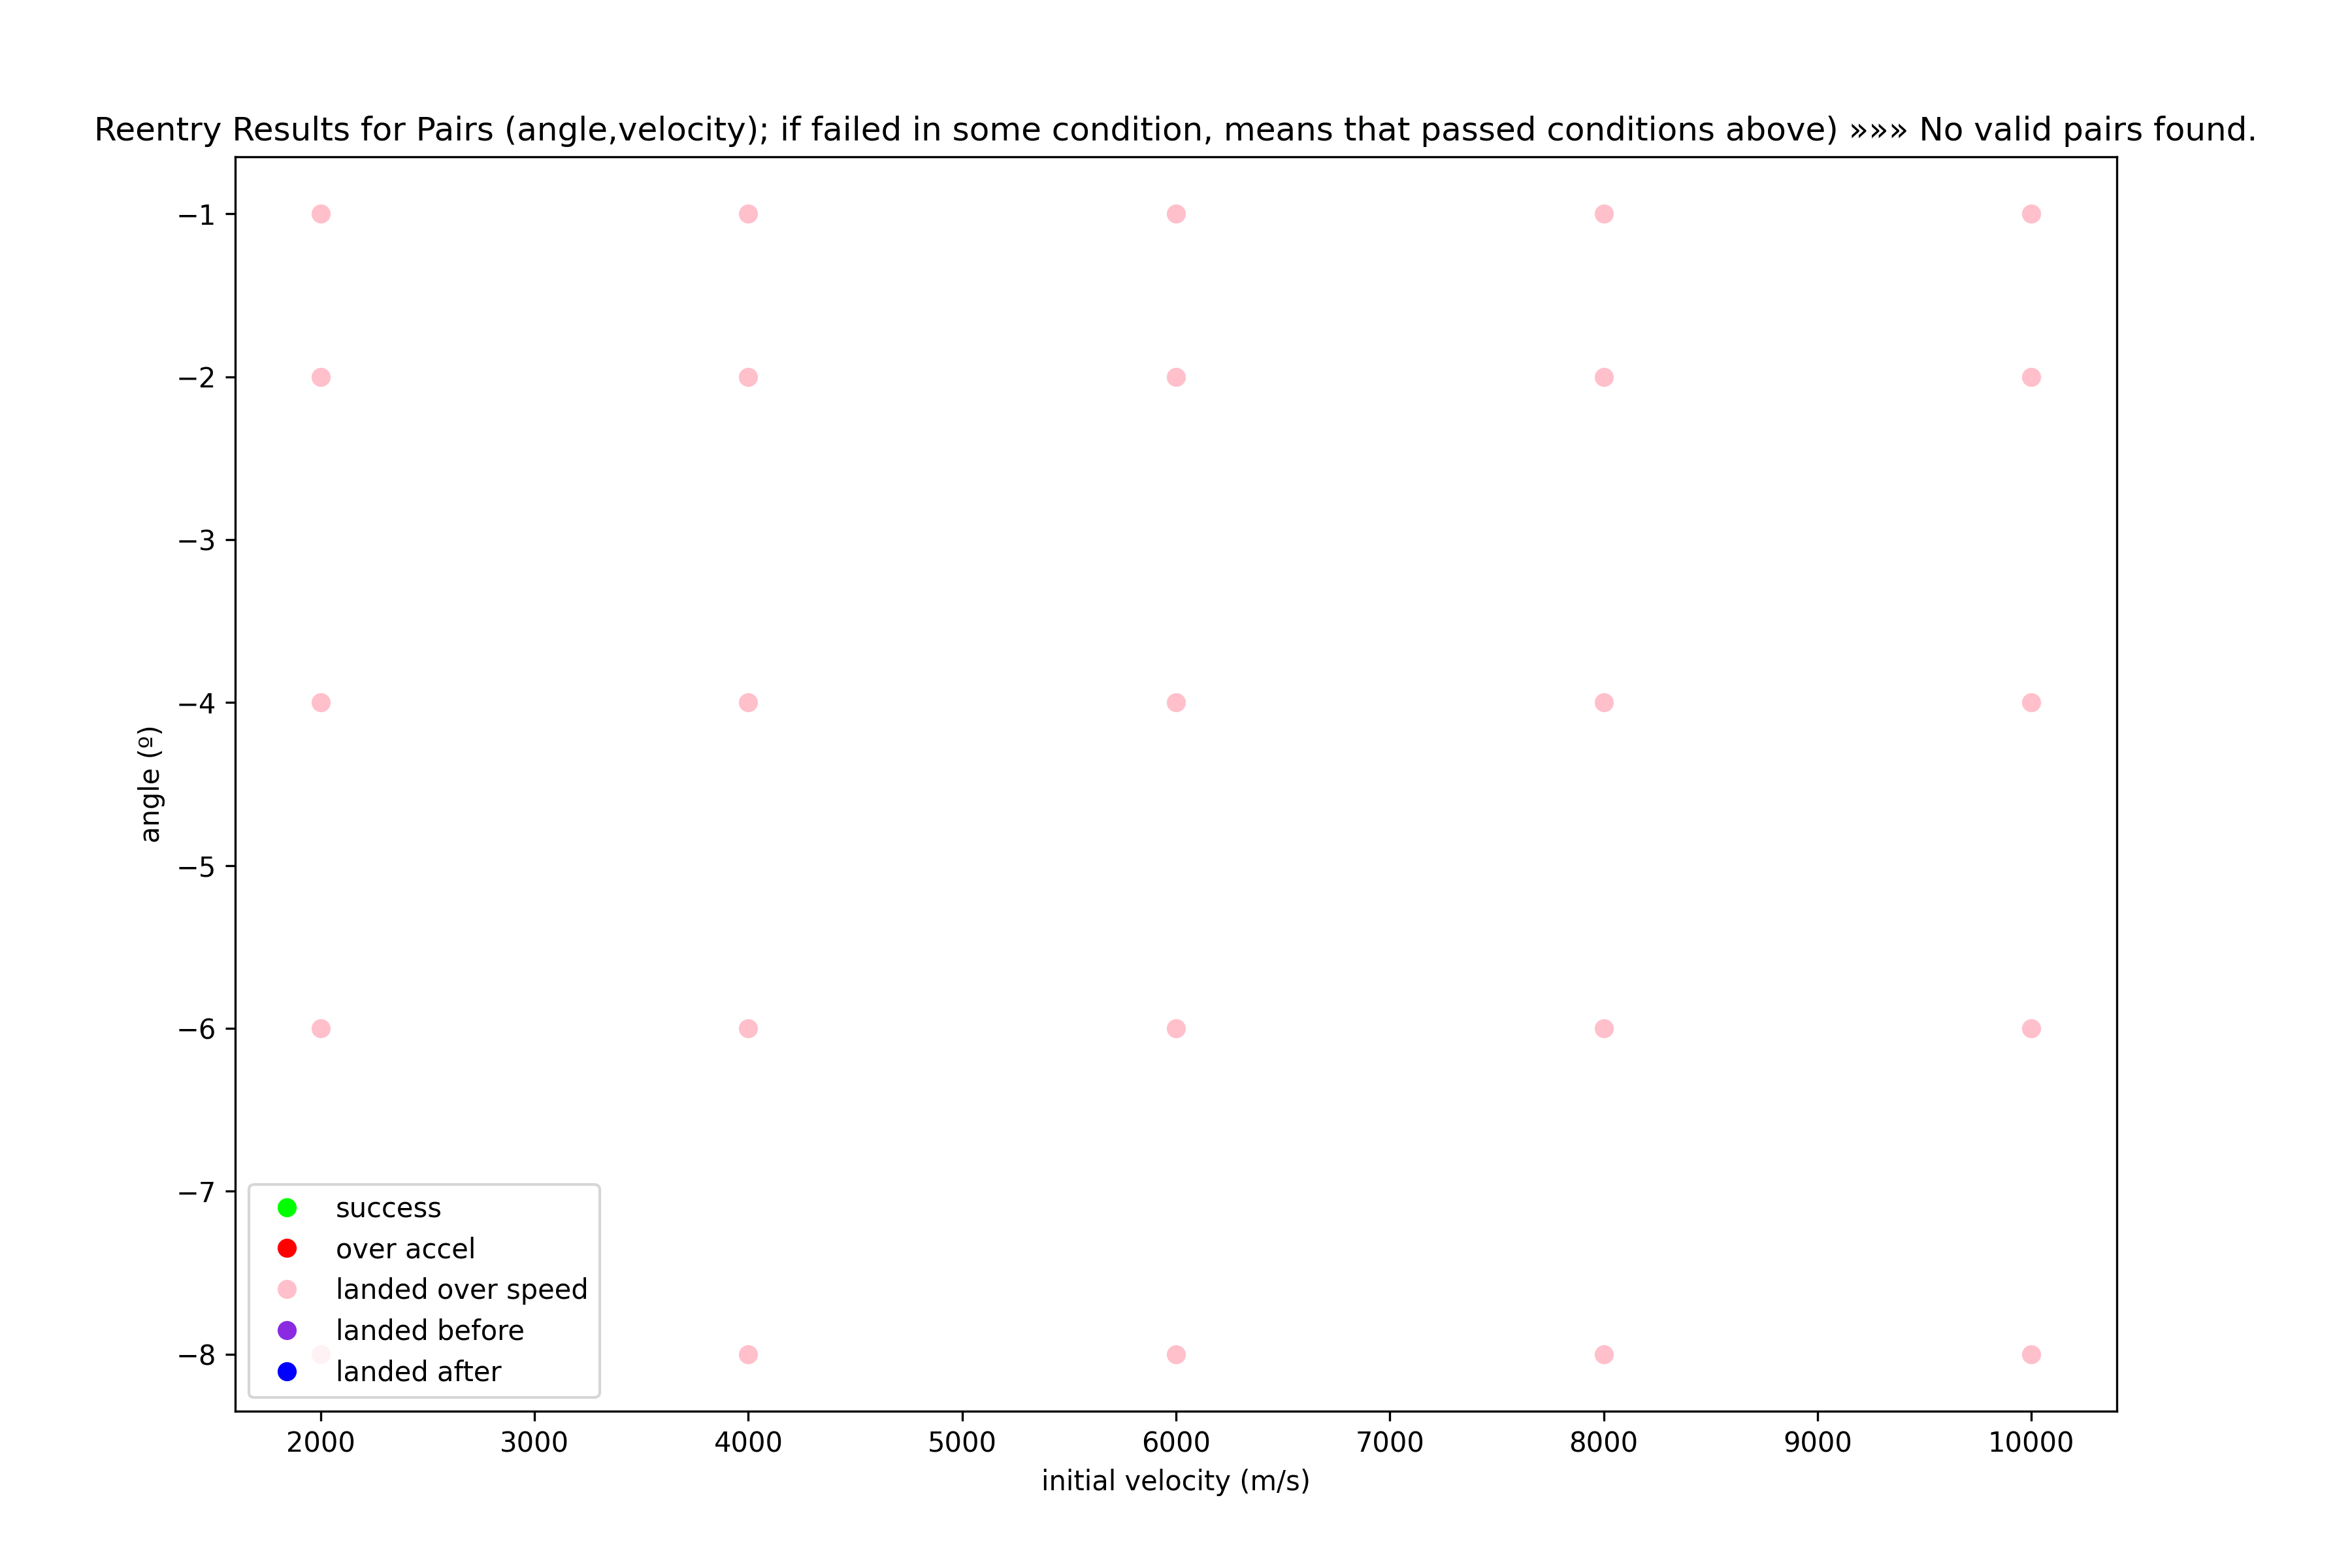 Reentry Results for Pairs (angle,velocity); if failed in some condition, means that passed conditions above) »»» No valid pairs found.
−1
−2
−3
−4
−5
−6
−7
−8
angle (º)
success
over accel
landed over speed
landed before
landed after
2000 3000 4000 5000 6000 7000 8000 9000 10000
initial velocity (m/s)